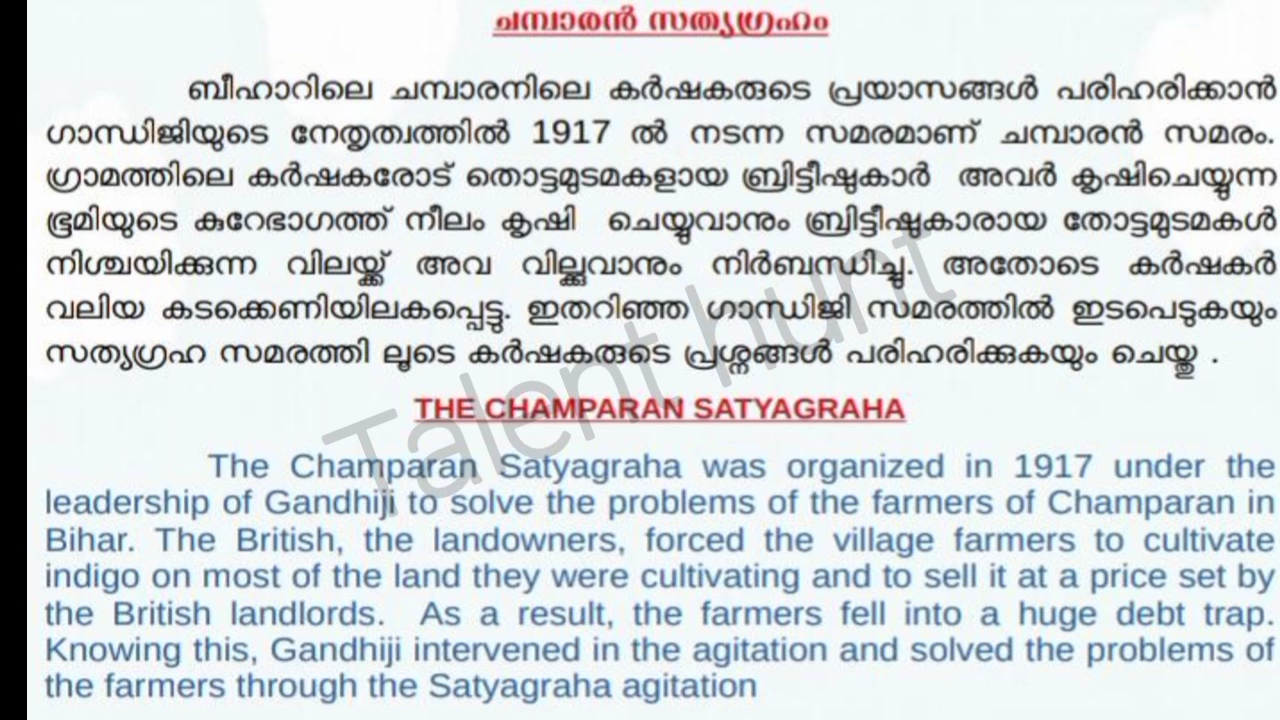 ചമ്പാരൻ സത്യഗ്രഹം
ബീഹാറിലെ ചമ്പാരനിലെ കർഷകരുടെ പ്രയാസങ്ങൾ പരിഹരിക്കാൻ
ഗാന്ധിജിയുടെ നേതൃത്വത്തിൽ 1917 ൽ നടന്ന സമരമാണ് ചമ്പാരൻ സമരം.
ഗ്രാമത്തിലെ കർഷകരോട് തൊട്ടമുടമകളായ ബ്രിട്ടീഷുകാർ അവർ കൃഷിചെയ്യുന്ന
ഭൂമിയുടെ കുറേഭാഗത്ത് നീലം കൃഷി ചെയ്യുവാനും ബ്രിട്ടീഷുകാരായ തോട്ടമുടമകൾ
നിശ്ചയിക്കുന്ന വിലയ്ക്ക് അവ വില്ക്കുവാനും നിർബന്ധിച്ചു. അതോടെ കർഷകർ
വലിയ കടക്കെണിയിലകപ്പെട്ടു. ഇതറിഞ്ഞ ഗാന്ധിജി സമരത്തിൽ ഇടപെടുകയും
സത്യഗ്രഹ സമരത്തി ലൂടെ കർഷകരുടെ പ്രശ്നങ്ങൾ പരിഹരിക്കുകയും ചെയ്തു .
Talent hunt
THE CHAMPARAN SATYAGRAHA
The Champaran Satyagraha was organized in 1917 under the
leadership of Gandhiji to solve the problems of the farmers of Champaran in
Bihar. The British, the landowners, forced the village farmers to cultivate
indigo on most of the land they were cultivating and to sell it at a price set by
the British landlords. As a result, the farmers fell into a huge debt trap.
Knowing this, Gandhiji intervened in the agitation and solved the problems of
the farmers through the Satyagraha agitation